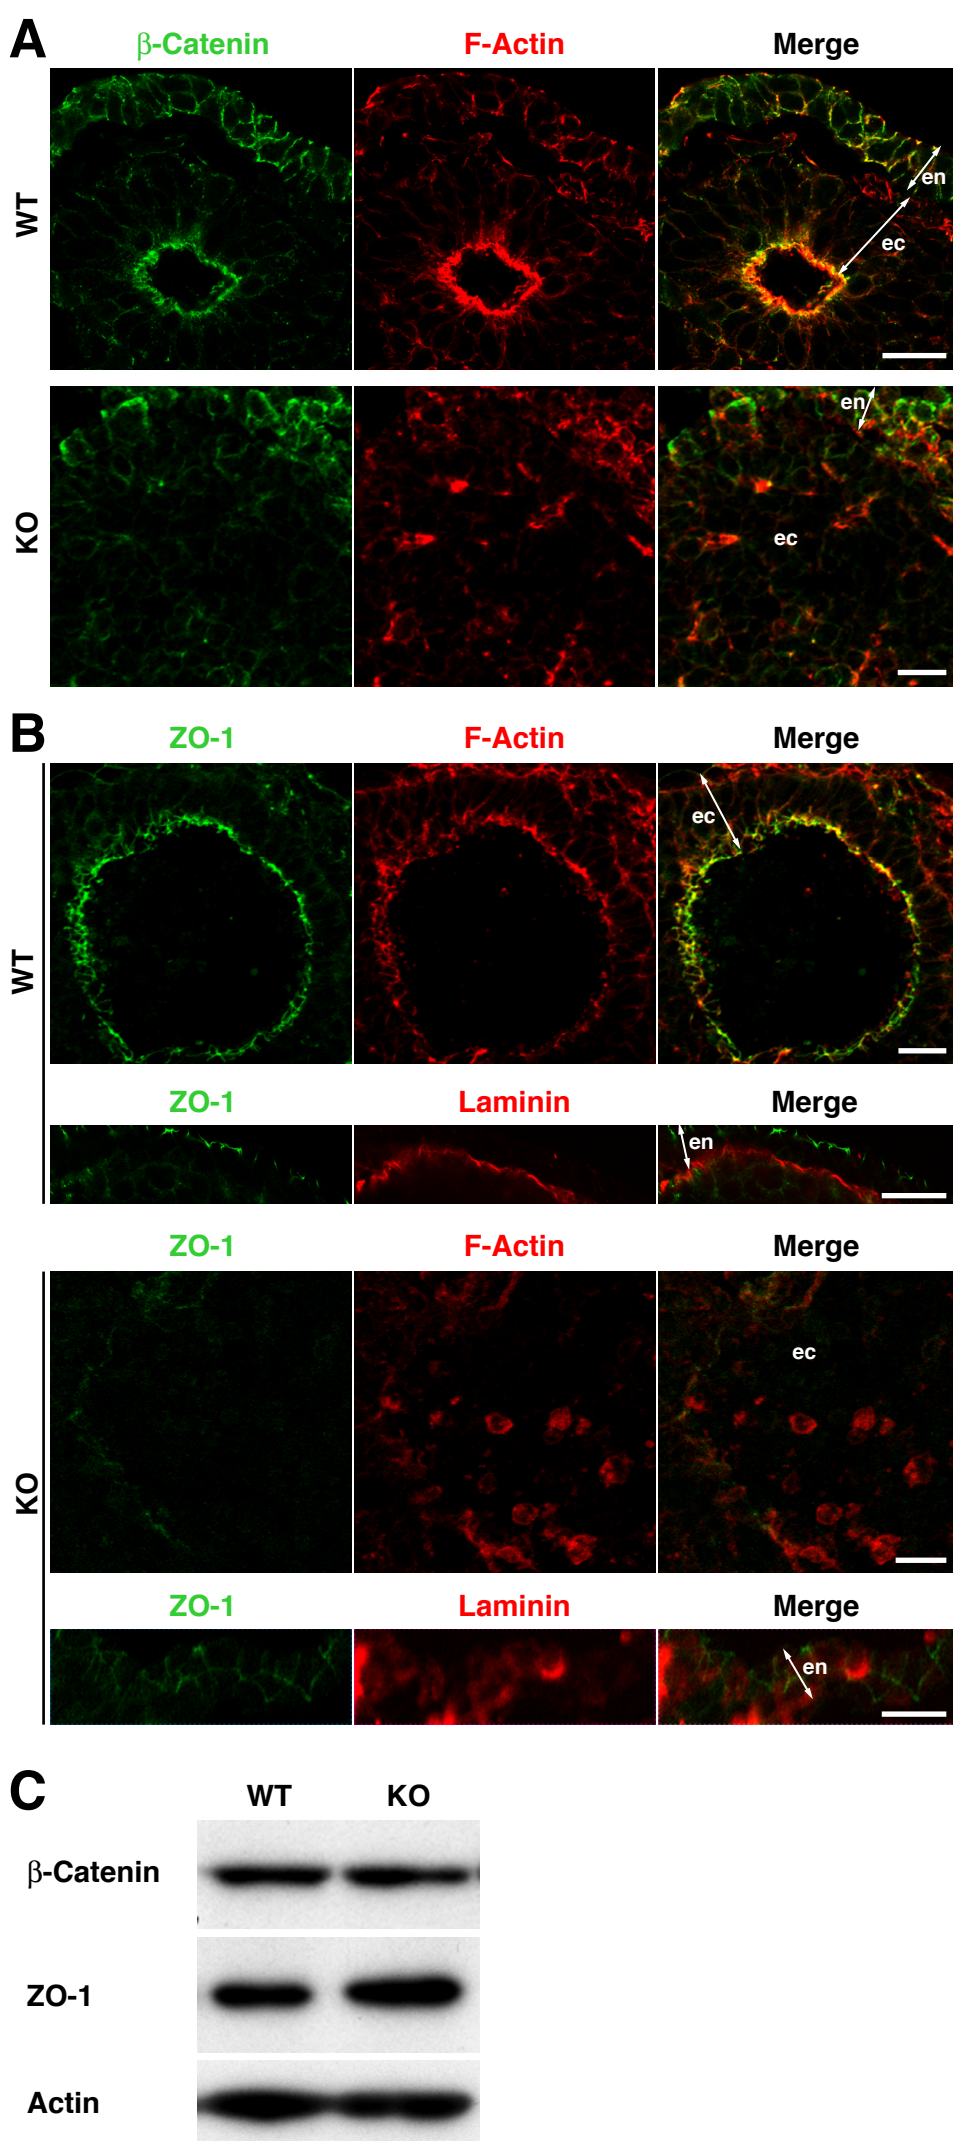 A
β-Catenin F-Actin Merge
WT
en
ec
KO
en
ec
B
ZO-1 F-Actin Merge
WT
ec
ZO-1 Laminin Merge
en
ZO-1 F-Actin Merge
KO
ec
ZO-1 Laminin Merge
en
C
WT KO
β-Catenin
ZO-1
Actin